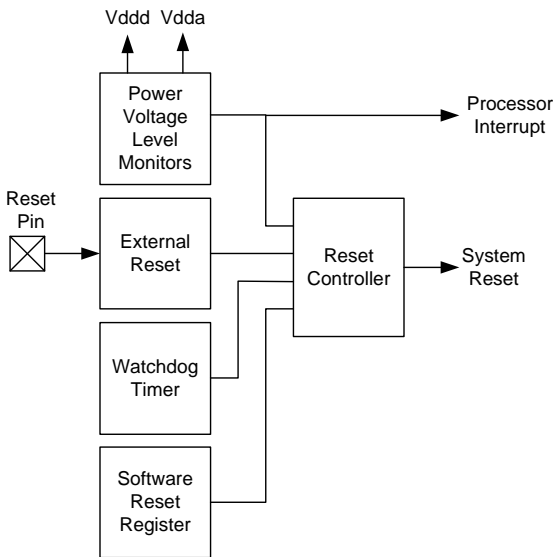 Vddd Vdda
Power
Voltage
Level
Monitors
Processor
Interrupt
Reset
Pin
External
Reset
Reset
Controller
System
Reset
Watchdog
Timer
Software
Reset
Register